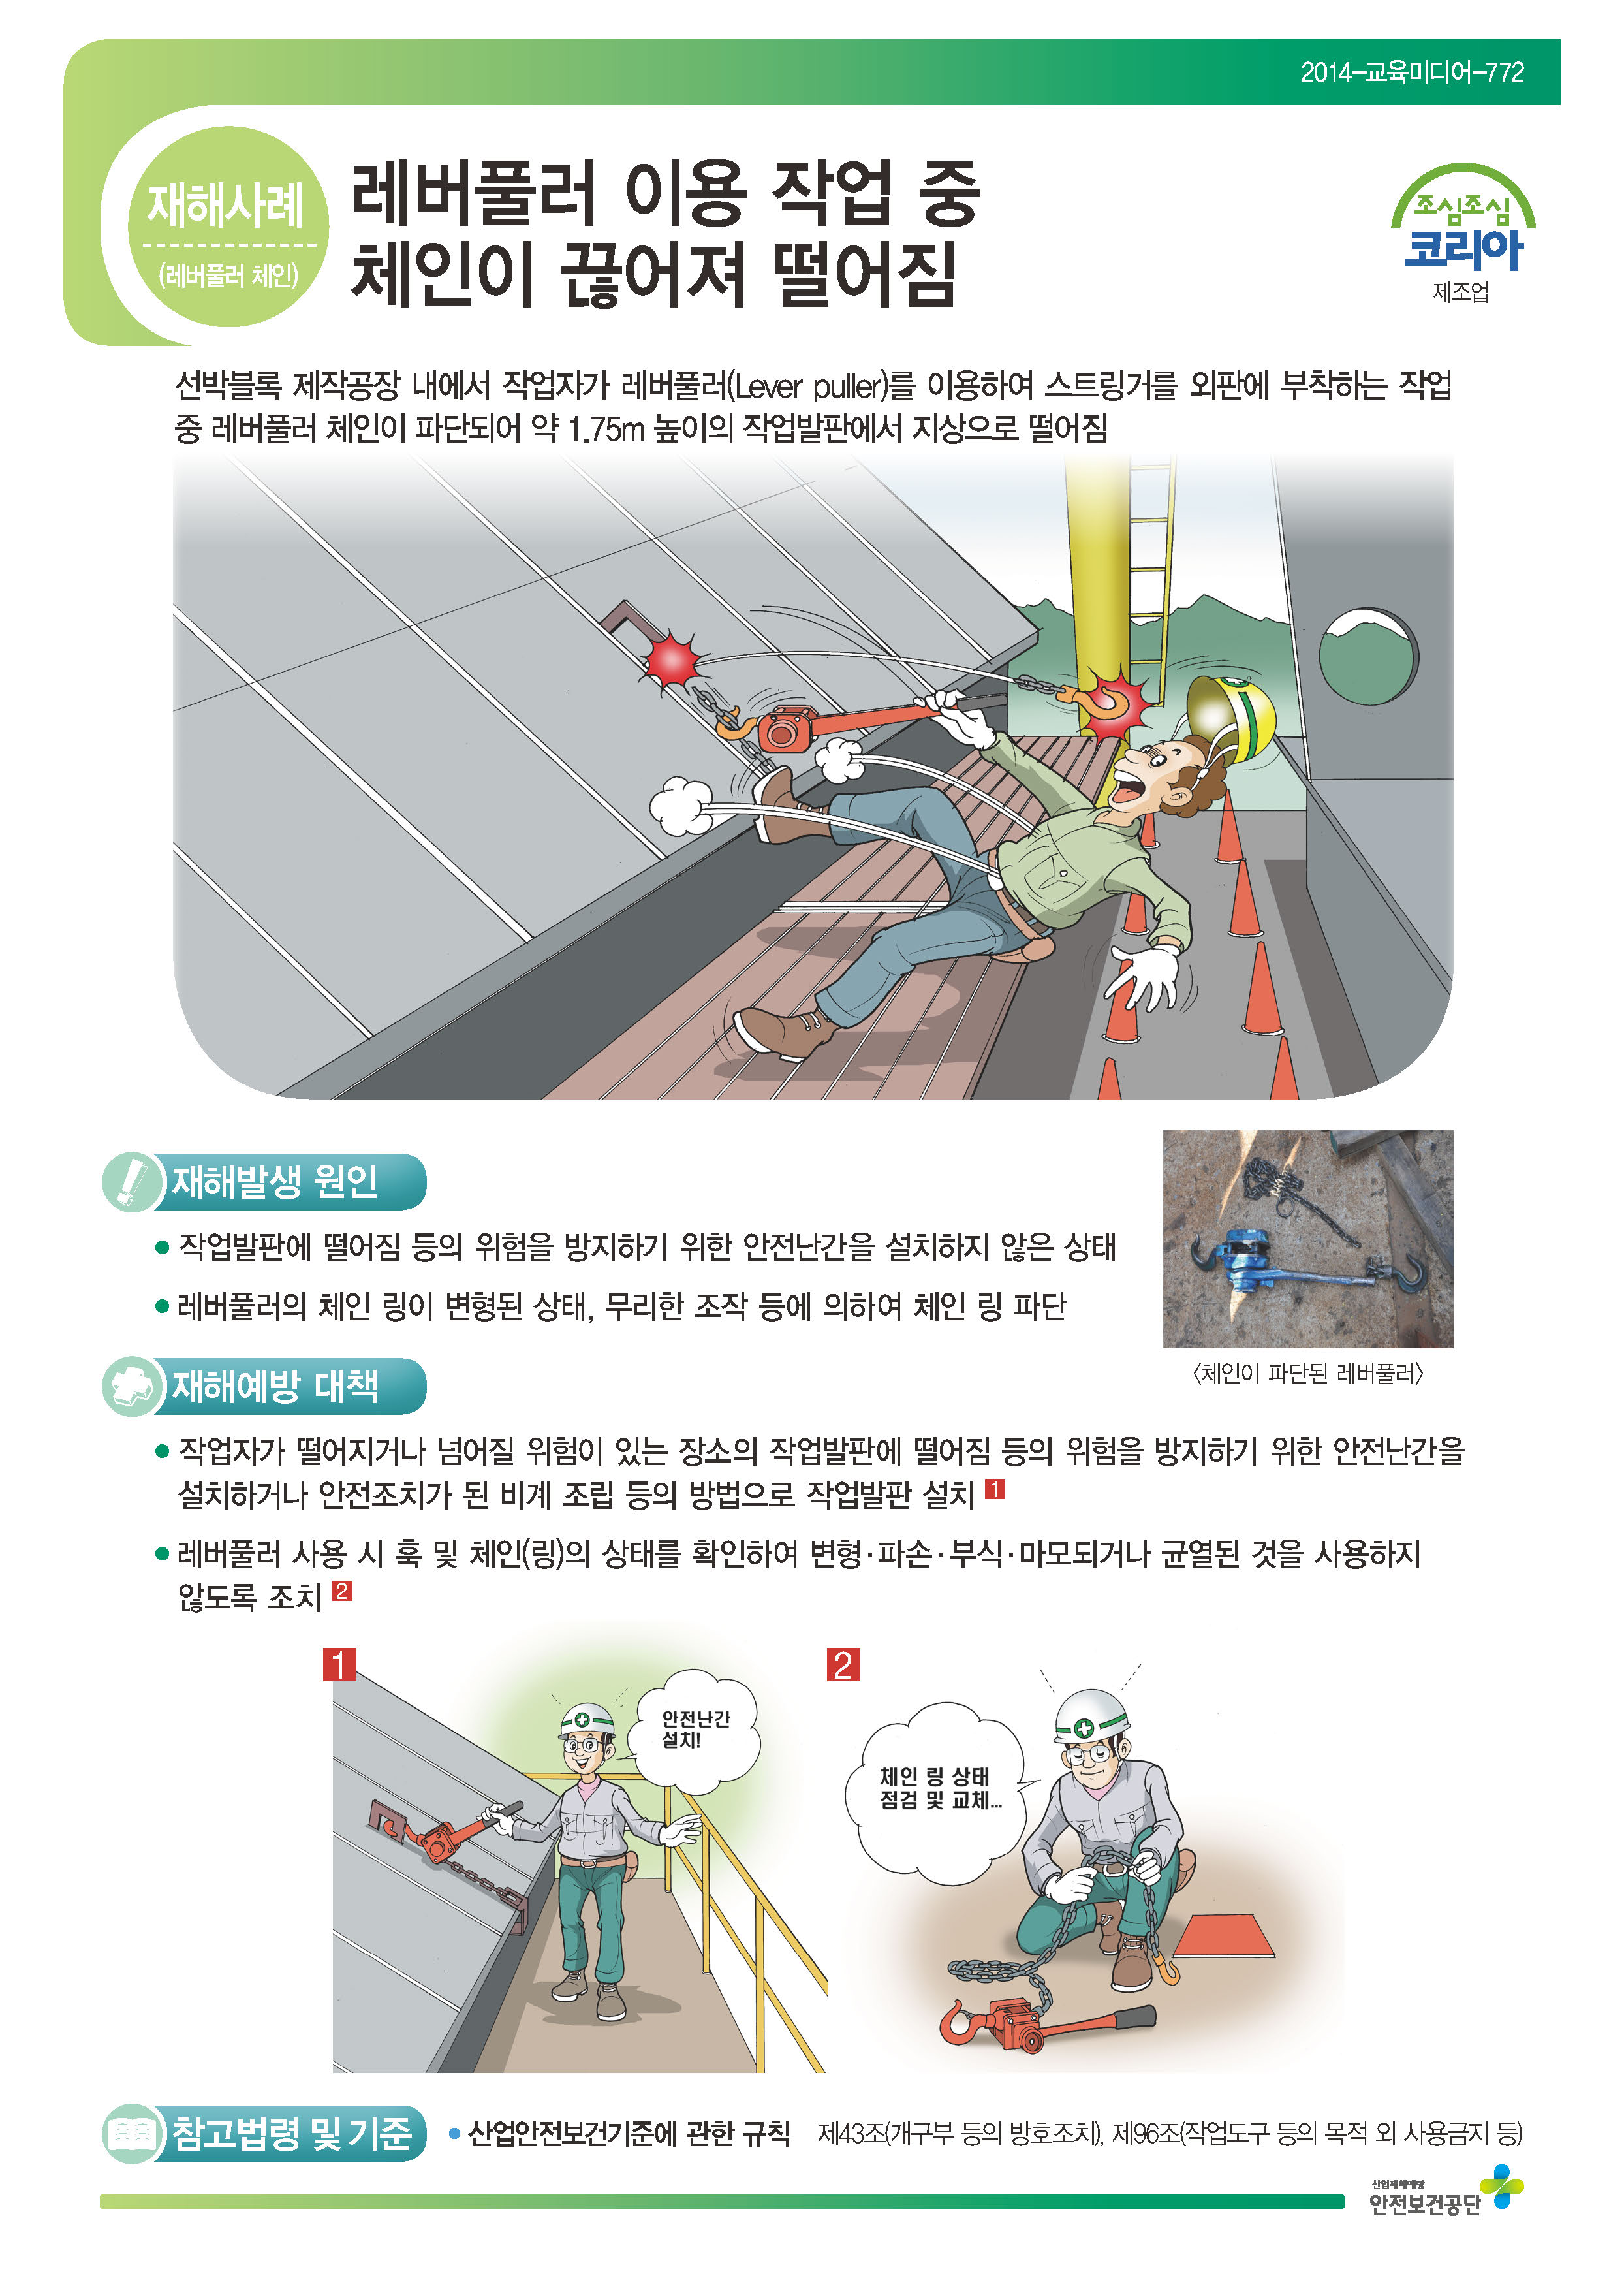 2014-교육미디어-772
재해사례
(레버풀러 체인)
레버풀러 이용 작업 중
체인이 끊어져 떨어짐
조심조심
코리아
제조업
선박블록 제작공장 내에서 작업자가 레버풀러(Lever puller)를 이용하여 스트링거를 외판에 부착하는 작업
중 레버풀러 체인이 파단되어 약 1.75m 높이의 작업발판에서 지상으로 떨어짐
재해발생 원인
● 작업발판에 떨어짐 등의 위험을 방지하기 위한 안전난간을 설치하지 않은 상태
● 레버풀러의 체인 링이 변형된 상태, 무리한 조작 등에 의하여 체인 링 파단
〈체인이 파단된 레버풀러〉
재해예방 대책
● 작업자가 떨어지거나 넘어질 위험이 있는 장소의 작업발판에 떨어짐 등의 위험을 방지하기 위한 안전난간을
설치하거나 안전조치가 된 비계 조립 등의 방법으로 작업발판 설치 1
● 레버풀러 사용 시 훅 및 체인(링)의 상태를 확인하여 변형·파손·부식·마모되거나 균열된 것을 사용하지
않도록 조치 2
1
안전난간
설치!
2
체인 링 상태
점검 및 교체...
참고법령 및 기준
• 산업안전보건기준에 관한 규칙 제43조(개구부 등의 방호조치), 제96조(작업도구 등의 목적 외 사용금지 등)
산업재해예방
안전보건공단